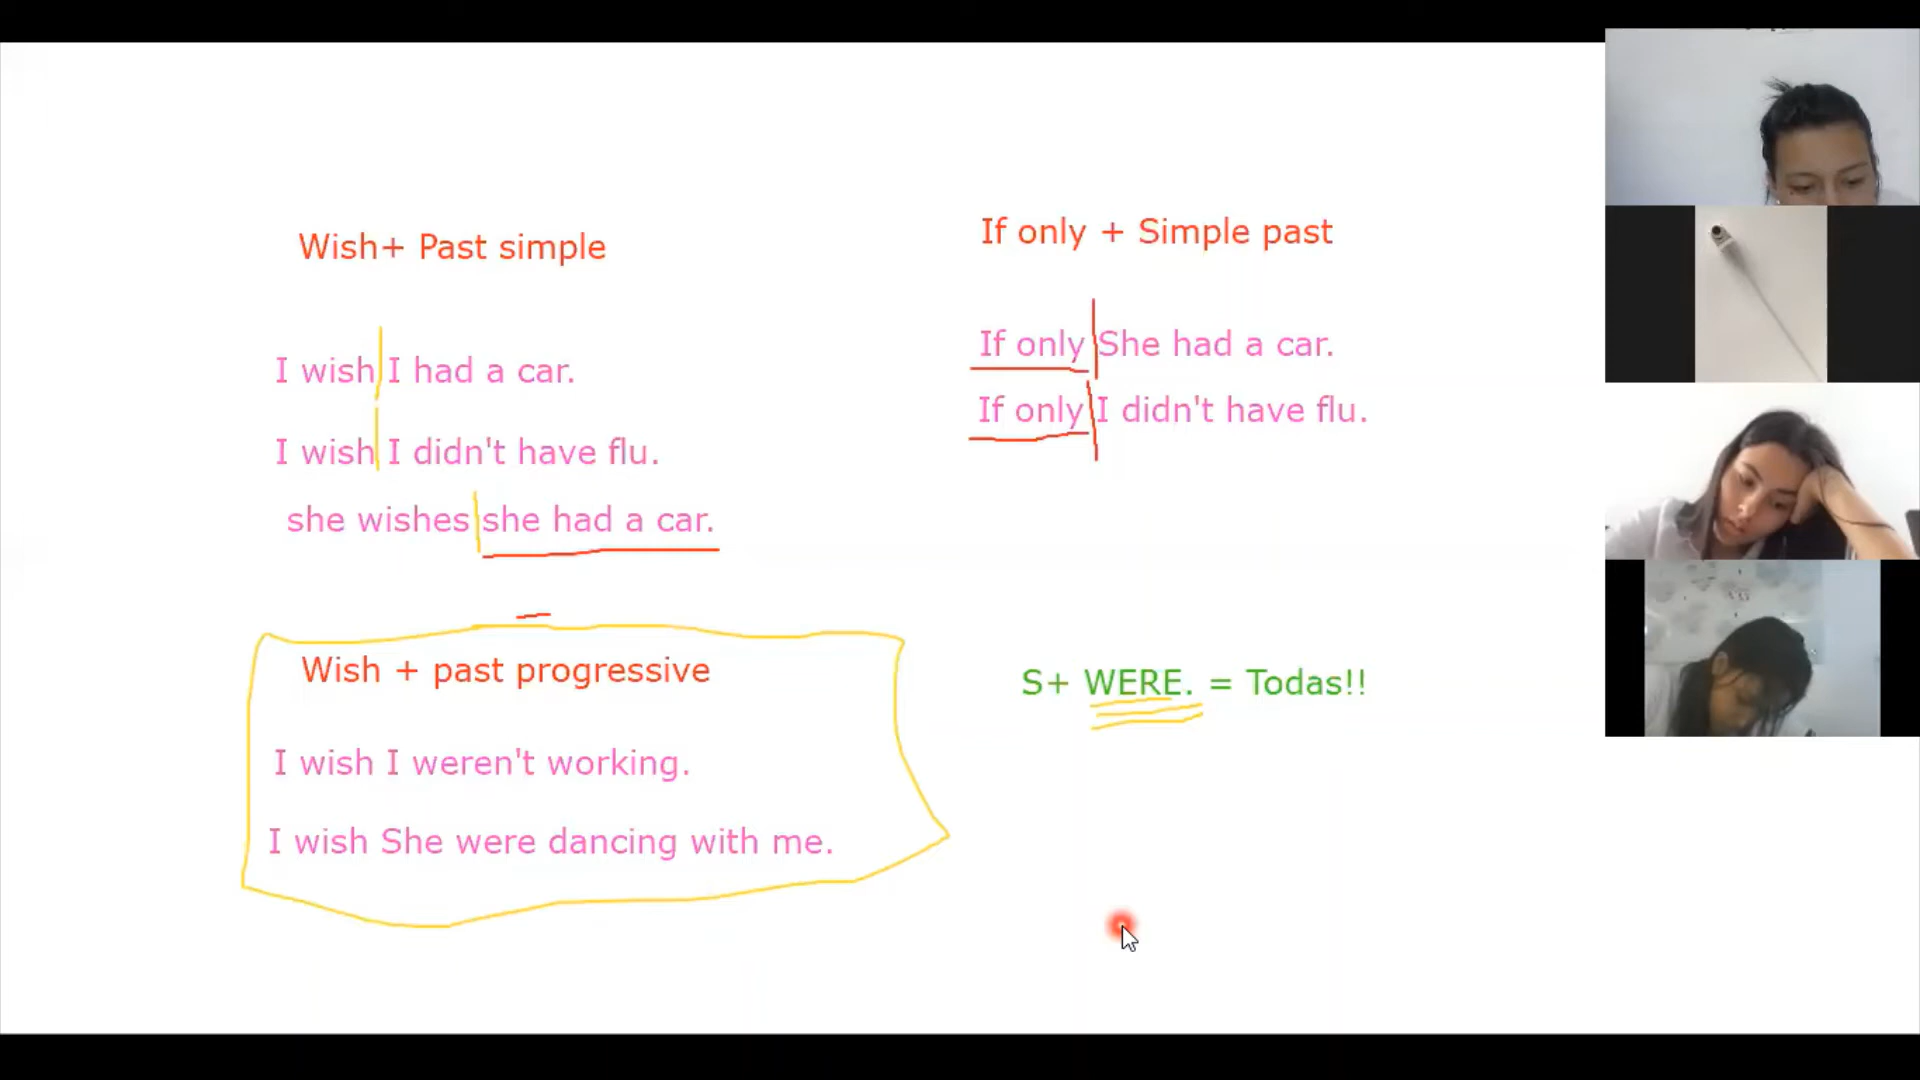 Wish+ Past simple
I wish I had a car.
I wish I didn't have flu.
she wishes she had a car.
If only + Simple past
If only She had a car.
If only I didn't have flu.
Wish + past progressive
I wish I weren't working.
I wish She were dancing with me.
S+ WERE. = Todas!!